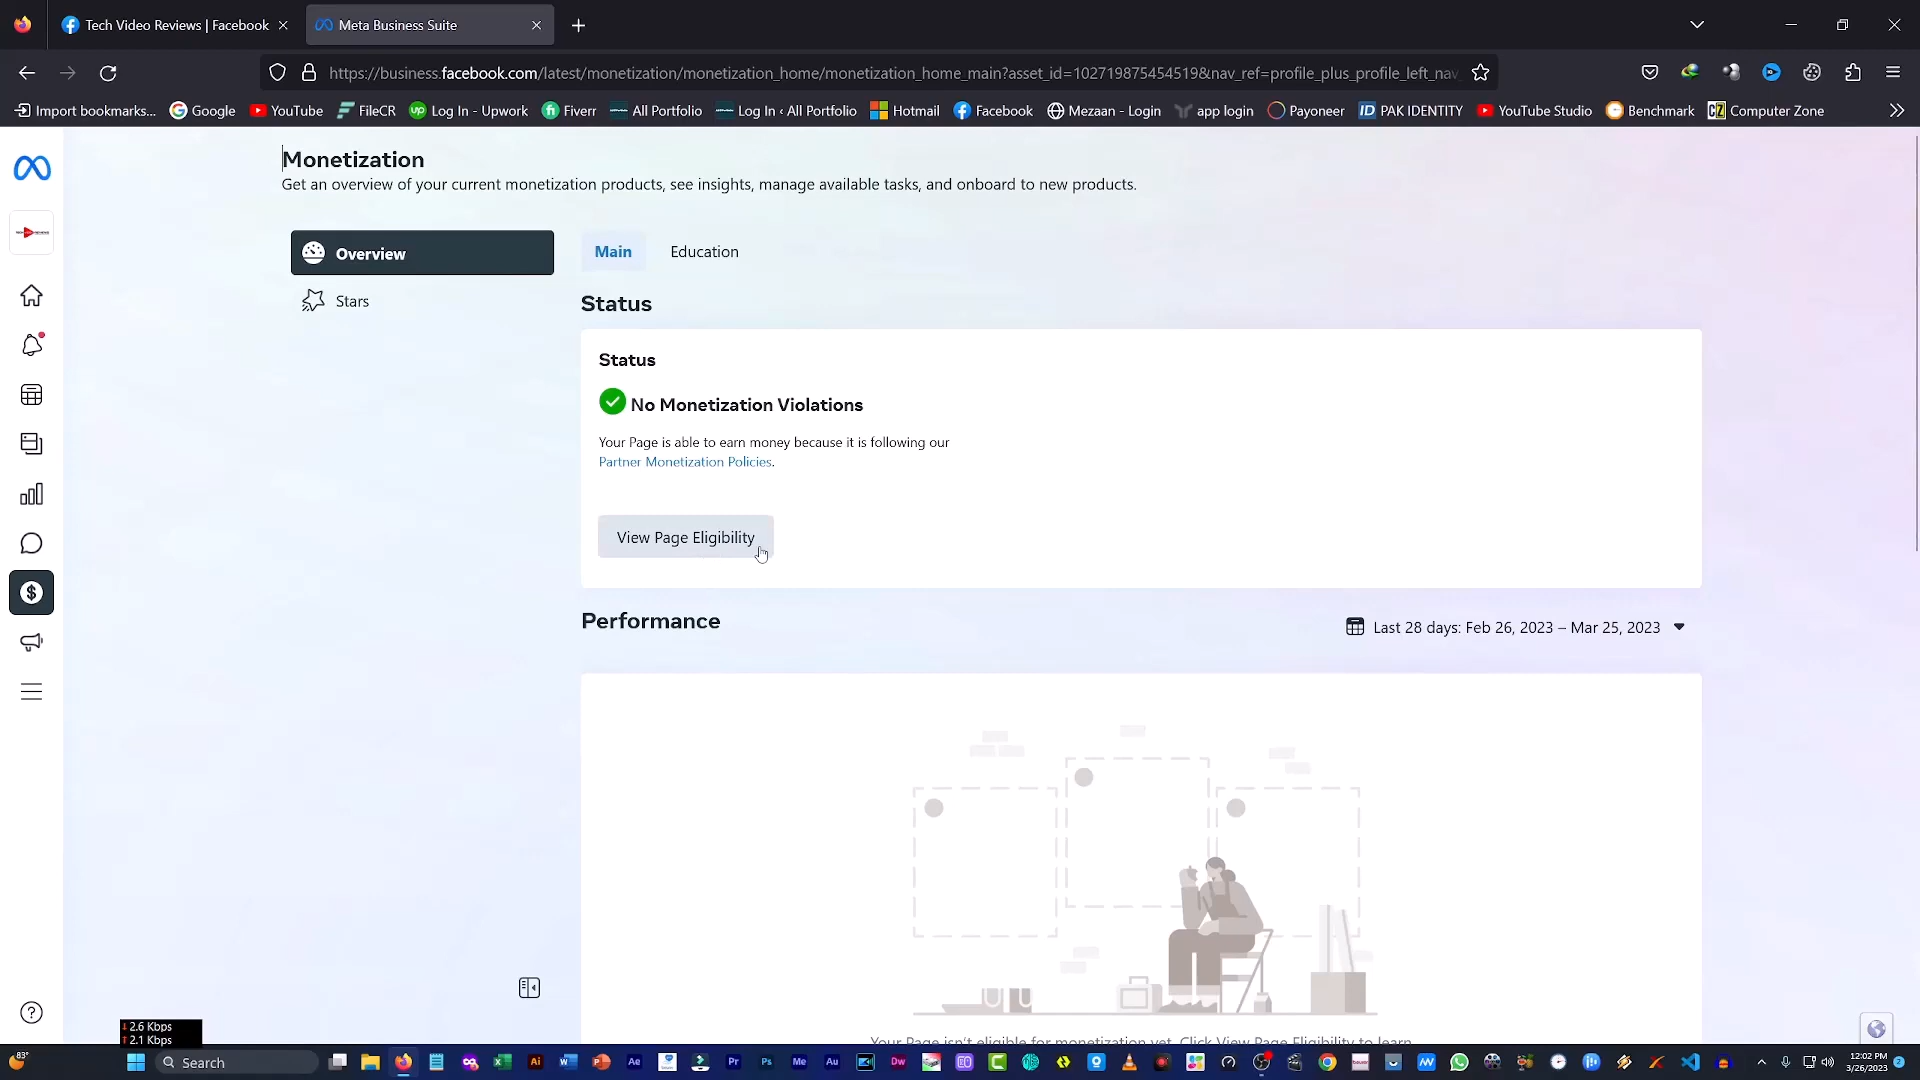 Tech Video Reviews | Facebook
Meta Business Suite
https://business.facebook.com/latest/monetization/monetization_home/monetization_home_main?asset_id=102719875454519&nav_ref=profile_plus_profile_left_nav_
Import bookmarks...
Google
YouTube
FileCR
Log In - Upwork
Fiverr
All Portfolio
Log In ‹ All Portfolio
Hotmail
Facebook
Mezaan - Login
app login
Payoneer
PAK IDENTITY
YouTube Studio
Benchmark
Computer Zone
Monetization
Get an overview of your current monetization products, see insights, manage available tasks, and onboard to new products.
Overview
Stars
Main
Education
Status
Status
No Monetization Violations
Your Page is able to earn money because it is following our
Partner Monetization Policies.
View Page Eligibility
Performance
Last 28 days: Feb 26, 2023 – Mar 25, 2023
Your Page isn't eligible for monetization yet. Click View Page Eligibility to learn
2.6 Kbps
2.1 Kbps
83°
Search
12:02 PM
3/26/2023